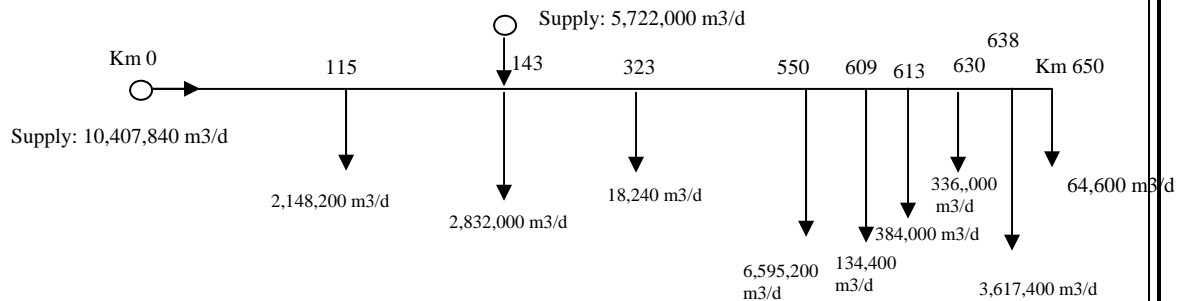 Supply: 5,722,000 m3/d
638
Km 0
115
143
323
550
609
613
630
Km 650
Supply: 10,407,840 m3/d
2,148,200 m3/d
2,832,000 m3/d
18,240 m3/d
6,595,200
m3/d
134,400
m3/d
384,000 m3/d
336,,000
m3/d
3,617,400 m3/d
64,600 m3/d